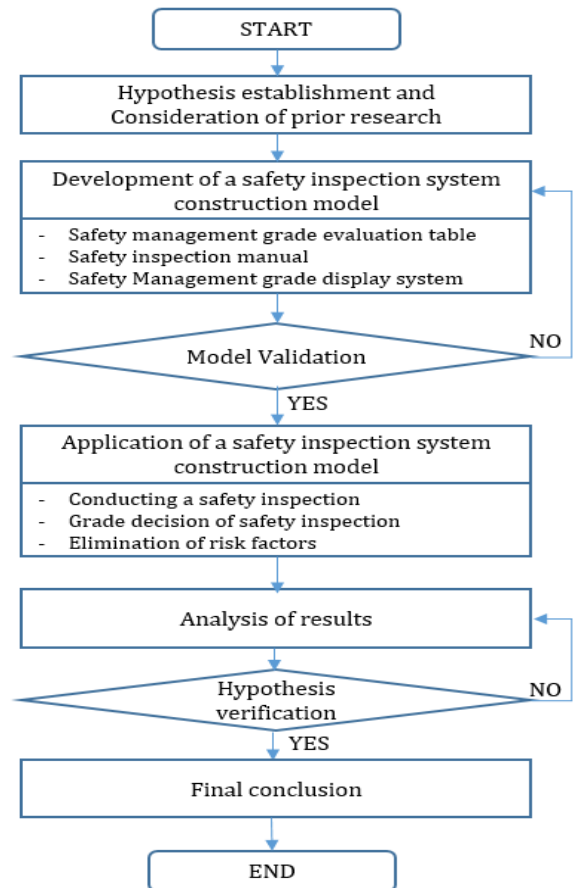 START
Hypothesis establishment and
Consideration of prior research
Development of a safety inspection system
construction model
- Safety management grade evaluation table
- Safety inspection manual
- Safety Management grade display system
Model Validation
NO
YES
Application of a safety inspection system
construction model
- Conducting a safety inspection
- Grade decision of safety inspection
- Elimination of risk factors
Analysis of results
Hypothesis
verification
NO
YES
Final conclusion
END